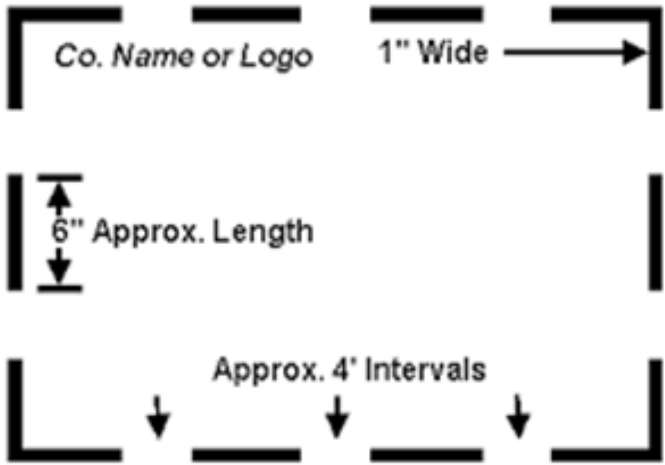 Co. Name or Logo
1" Wide
6" Approx. Length
Approx. 4' Intervals